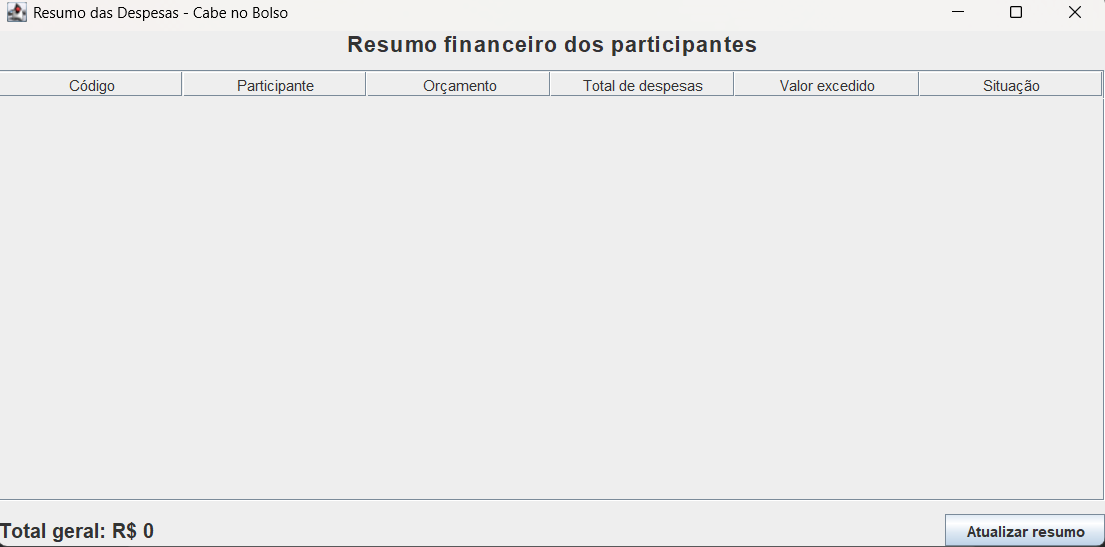 Resumo das Despesas - Cabe no Bolso
Resumo financeiro dos participantes
Código Participante Orçamento Total de despesas Valor excedido Situação
Total geral: R$ 0 Atualizar resumo